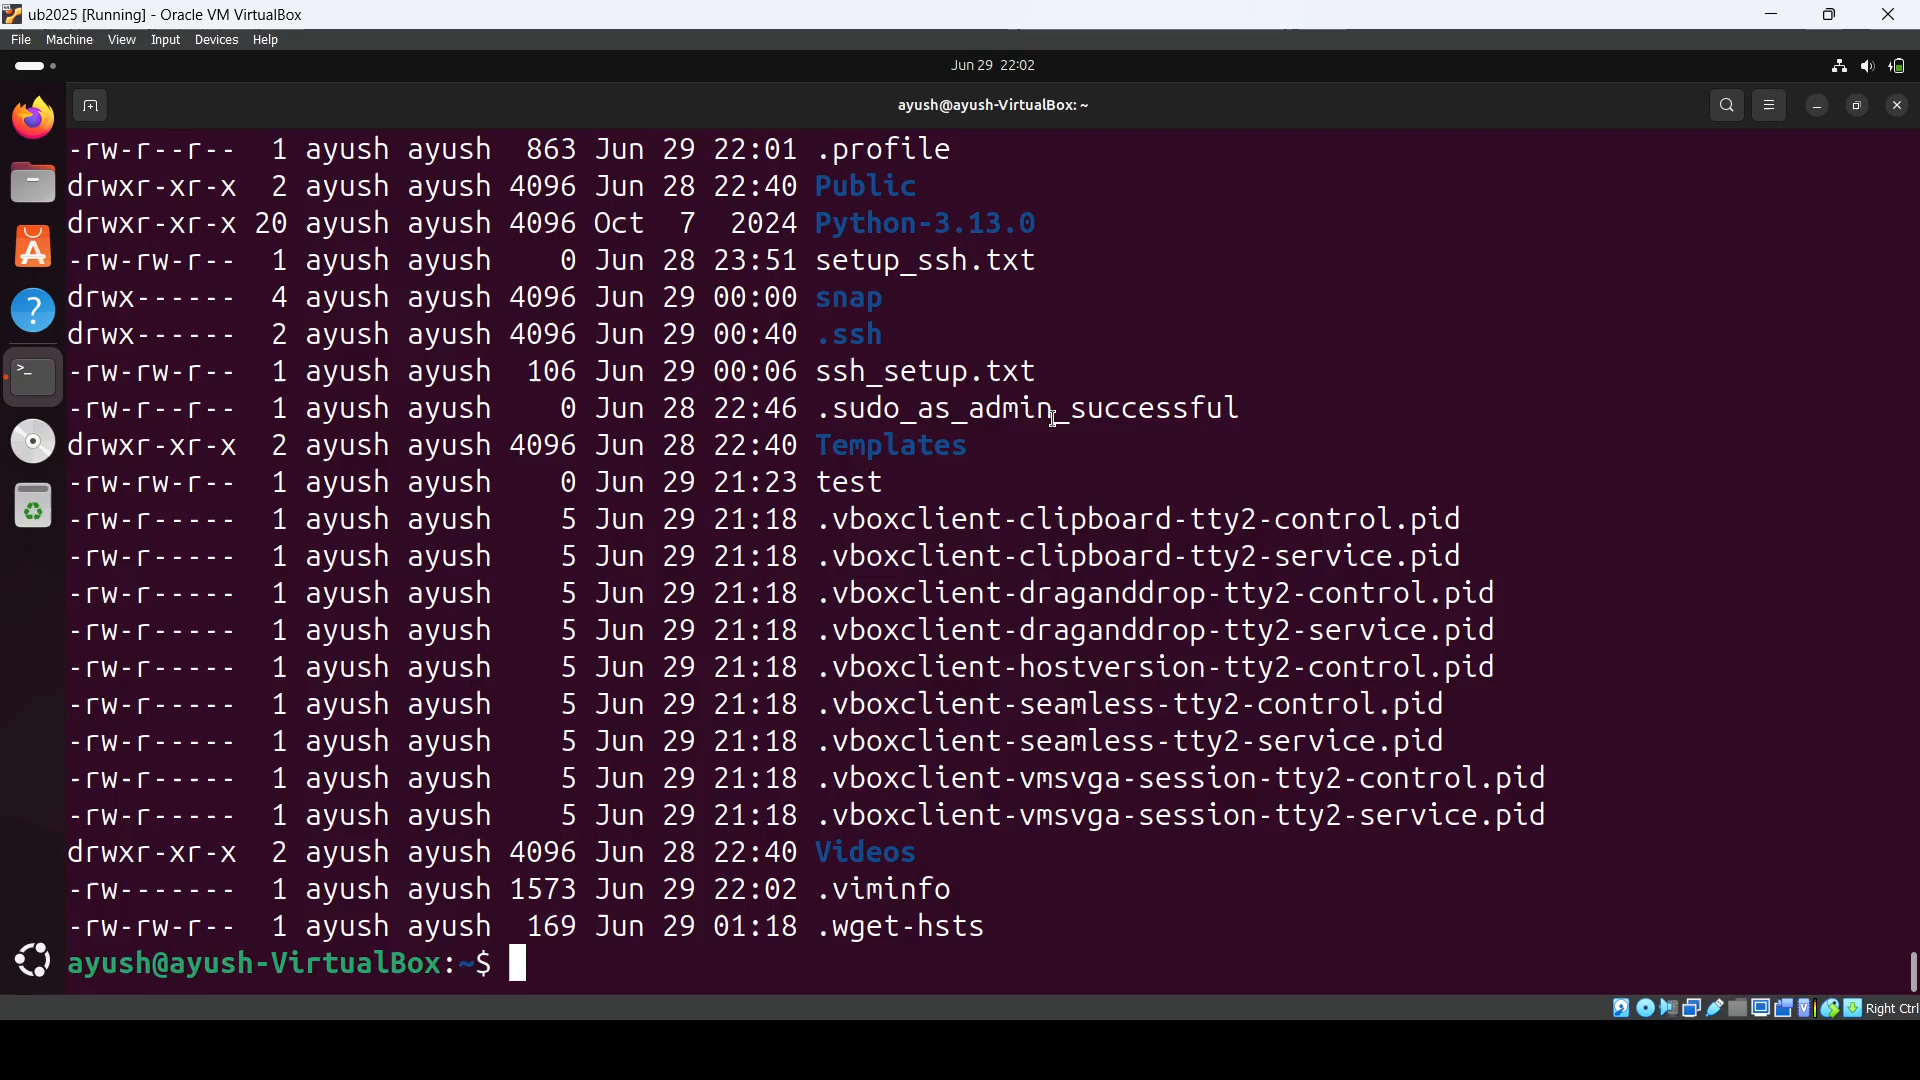 ub2025 [Running] - Oracle VM VirtualBox
File Machine View Input Devices Help
Jun 29 22:02
ayush@ayush-VirtualBox: ~
-rw-r--r-- 1 ayush ayush 863 Jun 29 22:01 .profile
drwxr-xr-x 2 ayush ayush 4096 Jun 28 22:40 Public
drwxr-xr-x 20 ayush ayush 4096 Oct 7 2024 Python-3.13.0
-rw-rw-r-- 1 ayush ayush 0 Jun 28 23:51 setup_ssh.txt
drwx------ 4 ayush ayush 4096 Jun 29 00:00 snap
drwx------ 2 ayush ayush 4096 Jun 29 00:40 .ssh
-rw-rw-r-- 1 ayush ayush 106 Jun 29 00:06 ssh_setup.txt
-rw-r--r-- 1 ayush ayush 0 Jun 28 22:46 .sudo_as_admin_successful
drwxr-xr-x 2 ayush ayush 4096 Jun 28 22:40 Templates
-rw-rw-r-- 1 ayush ayush 0 Jun 29 21:23 test
-rw-r----- 1 ayush ayush 5 Jun 29 21:18 .vboxclient-clipboard-tty2-control.pid
-rw-r----- 1 ayush ayush 5 Jun 29 21:18 .vboxclient-clipboard-tty2-service.pid
-rw-r----- 1 ayush ayush 5 Jun 29 21:18 .vboxclient-draganddrop-tty2-control.pid
-rw-r----- 1 ayush ayush 5 Jun 29 21:18 .vboxclient-draganddrop-tty2-service.pid
-rw-r----- 1 ayush ayush 5 Jun 29 21:18 .vboxclient-hostversion-tty2-control.pid
-rw-r----- 1 ayush ayush 5 Jun 29 21:18 .vboxclient-seamless-tty2-control.pid
-rw-r----- 1 ayush ayush 5 Jun 29 21:18 .vboxclient-seamless-tty2-service.pid
-rw-r----- 1 ayush ayush 5 Jun 29 21:18 .vboxclient-vmsvga-session-tty2-control.pid
-rw-r----- 1 ayush ayush 5 Jun 29 21:18 .vboxclient-vmsvga-session-tty2-service.pid
drwxr-xr-x 2 ayush ayush 4096 Jun 28 22:40 Videos
-rw------- 1 ayush ayush 1573 Jun 29 22:02 .viminfo
-rw-rw-r-- 1 ayush ayush 169 Jun 29 01:18 .wget-hsts
ayush@ayush-VirtualBox:~$
Right Ctrl